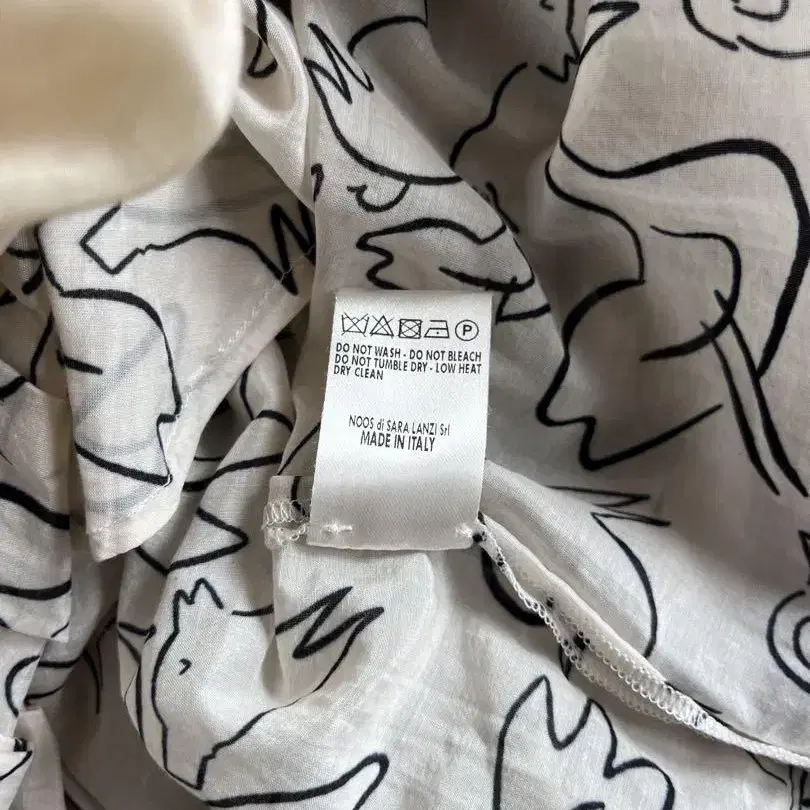 P
DO NOT WASH - DO NOT BLEACH
DO NOT TUMBLE DRY - LOW HEAT
DRY CLEAN
NOOS di SARA LANZI Srl
MADE IN ITALY